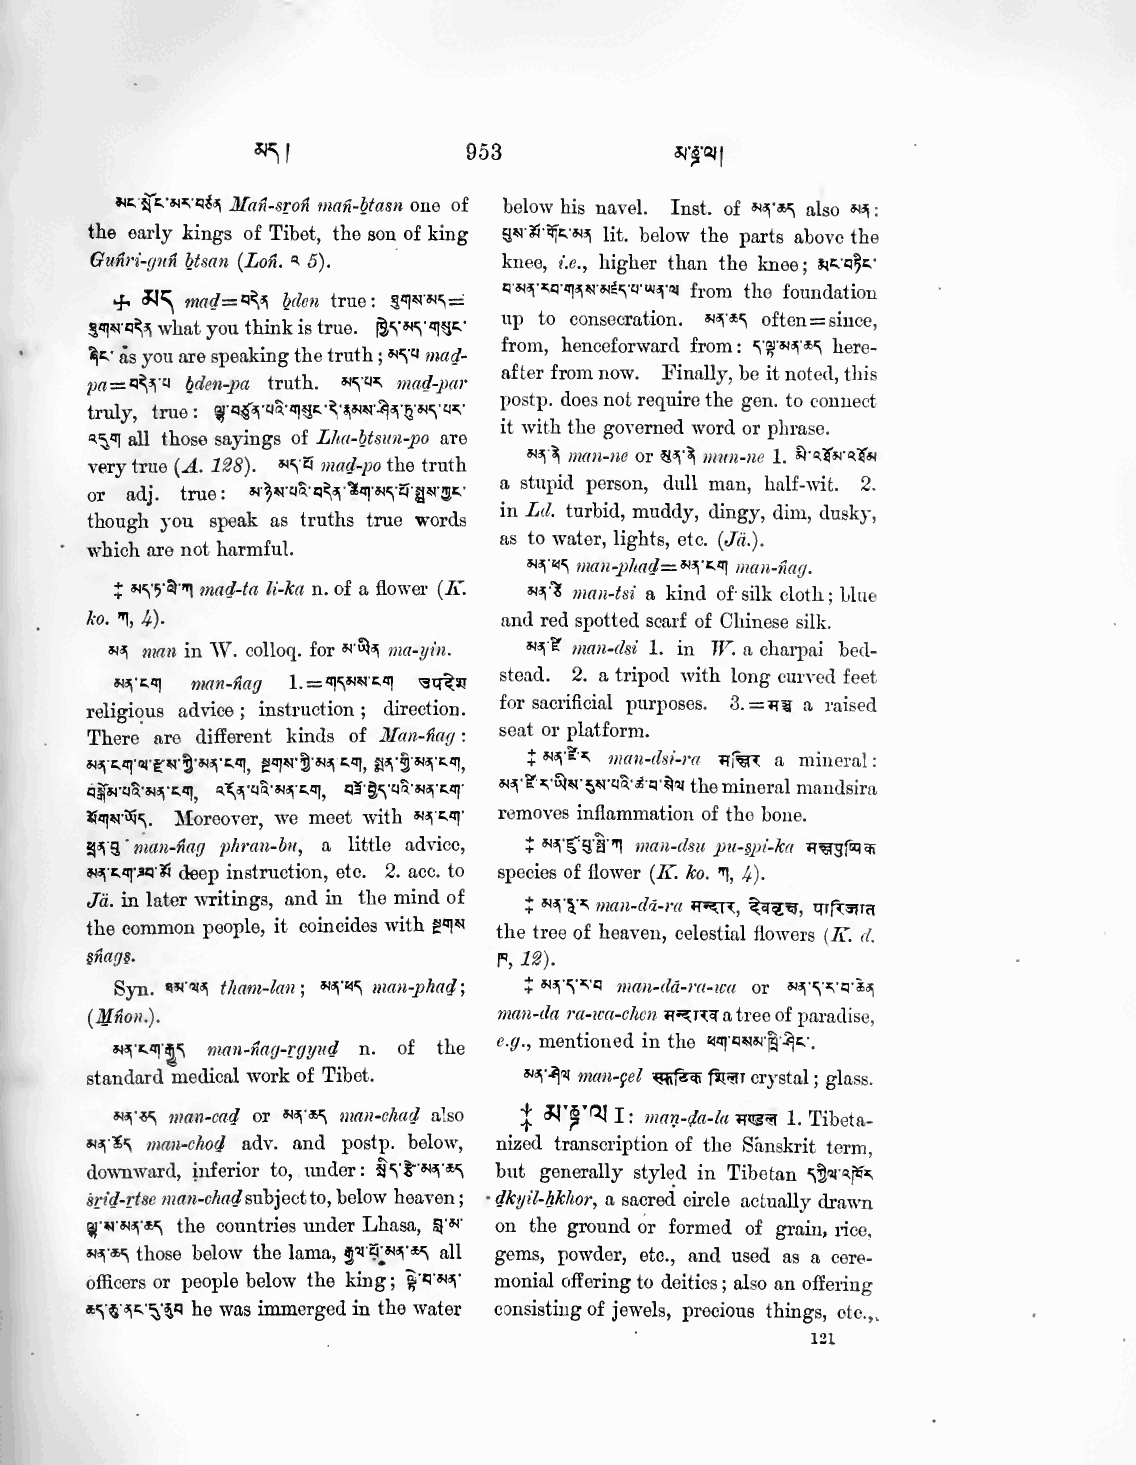 མད། 953 མ་ཎྜལ།
མང་སྲོང་མང་བཙན Mañ-sroñ mañ-btasn one of
the early kings of Tibet, the son of king
Guñri-guñ btsan (Loñ. ༢ 5).
༈ མད mad=བདེན bden true: ཐུགས་མད=
ཐུགས་བདེན what you think is true. ཁྱེད་མད་གསུང་
ཞིང་ as you are speaking the truth; མད་པ mad-
pa=བདེན་པ bden-pa truth. མད་པར mad-par
truly, true: ལྷ་བཙུན་པའི་གསུང་དེ་རྣམས་ཤིན་ཏུ་མད་པར་
འདུག all those sayings of Lha-btsun-po are
very true (A. 128). མད་པོ mad-po the truth
or adj. true:
though you speak as truths true words
which are not harmful.
‡ མད་ཏ་ལི་ཀ mad-ta li-ka n. of a flower (K.
ko. ག, 4).
མན man in W. colloq. for མ་ཡིན ma-yin.
མན་ངག man-ñag 1.=གདམས་ངག उपदेश
religious advice; instruction; direction.
There are different kinds of Man-ñag:
མན་ངག་ལ་རྫས་ཀྱི་མན་ངག, སྔགས་ཀྱི་མན་ངག, སྨན་གྱི་མན་ངག,
བསྒོམ་པའི་མན་ངག, འདོན་པའི་མན་ངག, བཟོ་བྱེད་པའི་མན་ངག་
སོགས་ཡོད. Moreover, we meet with མན་ངག་
ཕྲན་བུ་ man-ñag phran-bu, a little advice,
མན་ངག་ཟབ་མོ deep instruction, etc. 2. acc. to
Jä. in later writings, and in the mind of
the common people, it coincides with སྔགས
sñags.
Syn. ཐམ་ལན tham-lan; མན་ཕད man-phad;
(Mñon.).
མན་ངག་རྒྱུད man-ñag-rgyud n. of the
standard medical work of Tibet.
མན་ཅད man-cad or མན་ཆད man-chad also
མན་ཆོད man-chod adv. and postp. below,
downward, inferior to, under: སྲིད་རྩེ་མན་ཆད
srid-rtse man-chad subject to, below heaven;
ལྷ་ས་མན་ཆད the countries under Lhasa, བླ་མ་
མན་ཆད those below the lama, རྒྱལ་པོ་མན་ཆད all
officers or people below the king; ལྟེ་བ་མན་
ཆད་ཆུ་ནང་དུ་ནུབ he was immerged in the water
below his navel. Inst. of མན་ཆད also མན:
པུས་མོ་གོང་མན lit. below the parts above the
knee, i.e., higher than the knee; རྨང་བཏིང་
བ་མན་རབ་གནས་མཛད་པ་ཡན་ལ from the foundation
up to consecration. མན་ཆད often=since,
from, henceforward from: ད་ལྟ་མན་ཆད here-
after from now. Finally, be it noted, this
postp. does not require the gen. to connect
it with the governed word or phrase.
མན་ནེ man-ne or མུན་ནེ mun-ne 1. མི་འཛོམ་འཛོམ
a stupid person, dull man, half-wit. 2.
in Ld. turbid, muddy, dingy, dim, dusky,
as to water, lights, etc. (Jä.).
མན་ཕད man-phad=མན་ངག man-ñag.
མན་ཙི man-tsi a kind of silk cloth; blue
and red spotted scarf of Chinese silk.
མན་ཛི man-dsi 1. in W. a charpai bed-
stead. 2. a tripod with long curved feet
for sacrificial purposes. 3.=मञ्च a raised
seat or platform.
‡ མན་ཛི་ར man-dsi-ra मञ्जिर a mineral:
མན་ཛི་ར་ཡིས་རུས་པའི་ཚ་བ་སེལ the mineral mandsira
removes inflammation of the bone.
‡ མན་ཛུ་པུ་སྤི་ཀ man-dsu pu-spi-ka मञ्जुपुष्पिक
species of flower (K. ko. ག, 4).
‡ མན་དཱ་ར man-dā-ra मन्दार, देववृक्ष, पारिजात
the tree of heaven, celestial flowers (K. d.
ཁ, 12).
‡ མན་ད་ར་བ man-dā-ra-wa or མན་ད་ར་བ་ཆེན
man-da ra-wa-chen मन्दारव a tree of paradise,
e.g., mentioned in the ཕག་བསམ་ཁྲི་ཤིང་.
མན་ཤེལ man-çel स्फटिक शिला crystal; glass.
‡ མ་ཎྜ་ལ I: maṇ-ḍa-la मण्डल 1. Tibeta-
nized transcription of the Sanskrit term,
but generally styled in Tibetan དཀྱིལ་འཁོར
dkyil-hkhor, a sacred circle actually drawn
on the ground or formed of grain, rice,
gems, powder, etc., and used as a cere-
monial offering to deities; also an offering
consisting of jewels, precious things, etc.,
121